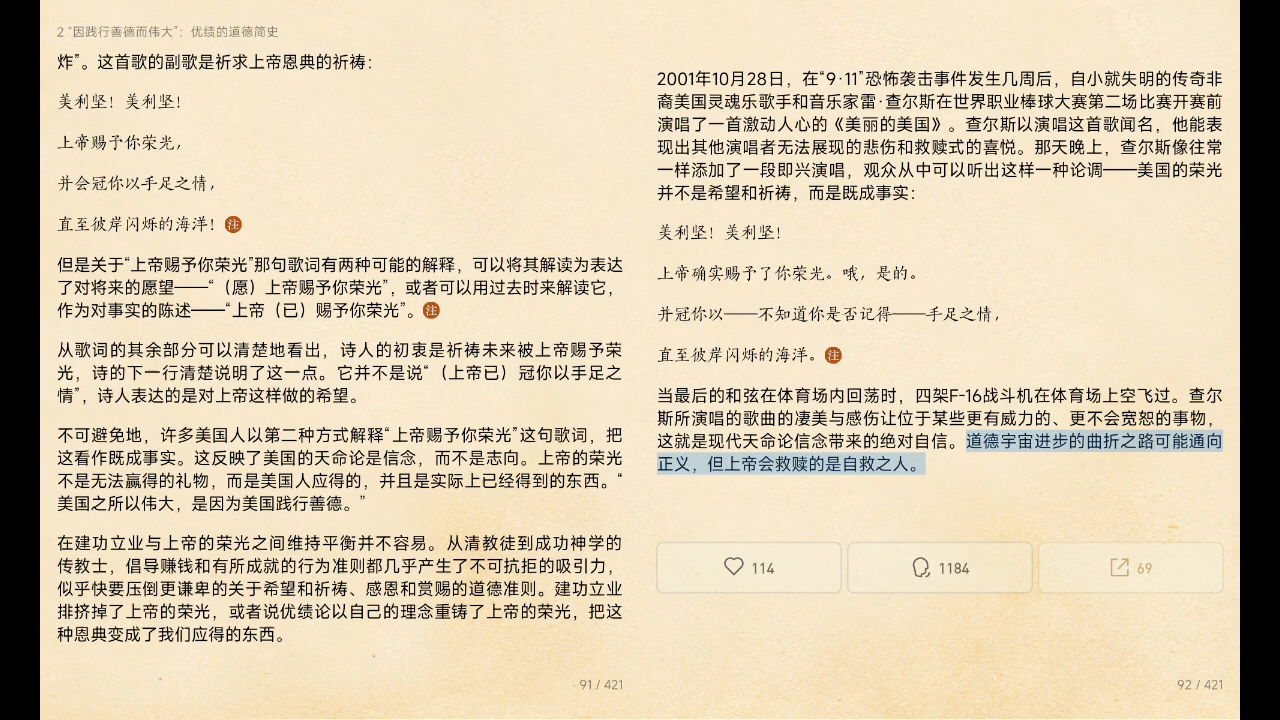 2 “因践行善德而伟大”：优绩的道德简史
炸”。这首歌的副歌是祈求上帝恩典的祈祷：
美利坚！美利坚！
上帝赐予你荣光，
并会冠你以手足之情，
直至彼岸闪烁的海洋！注
但是关于“上帝赐予你荣光”那句歌词有两种可能的解释，可以将其解读为表达
了对将来的愿望——“（愿）上帝赐予你荣光”，或者可以用过去时来解读它，
作为对事实的陈述——“上帝（已）赐予你荣光”。注
从歌词的其余部分可以清楚地看出，诗人的初衷是祈祷未来被上帝赐予荣
光，诗的下一行清楚说明了这一点。它并不是说“（上帝已）冠你以手足之
情”，诗人表达的是对上帝这样做的希望。
不可避免地，许多美国人以第二种方式解释“上帝赐予你荣光”这句歌词，把
这看作既成事实。这反映了美国的天命论是信念，而不是志向。上帝的荣光
不是无法赢得的礼物，而是美国人应得的，并且是实际上已经得到的东西。“
美国之所以伟大，是因为美国践行善德。”
在建功立业与上帝的荣光之间维持平衡并不容易。从清教徒到成功神学的
传教士，倡导赚钱和有所成就的行为准则都几乎产生了不可抗拒的吸引力，
似乎快要压倒更谦卑的关于希望和祈祷、感恩和赏赐的道德准则。建功立业
排挤掉了上帝的荣光，或者说优绩论以自己的理念重铸了上帝的荣光，把这
种恩典变成了我们应得的东西。
91 / 421
2001年10月28日，在“9·11”恐怖袭击事件发生几周后，自小就失明的传奇非
裔美国灵魂乐歌手和音乐家雷·查尔斯在世界职业棒球大赛第二场比赛开赛前
演唱了一首激动人心的《美丽的美国》。查尔斯以演唱这首歌闻名，他能表
现出其他演唱者无法展现的悲伤和救赎式的喜悦。那天晚上，查尔斯像往常
一样添加了一段即兴演唱，观众从中可以听出这样一种论调——美国的荣光
并不是希望和祈祷，而是既成事实：
美利坚！美利坚！
上帝确实赐予了你荣光。哦，是的。
并冠你以——不知道你是否记得——手足之情，
直至彼岸闪烁的海洋。注
当最后的和弦在体育场内回荡时，四架F-16战斗机在体育场上空飞过。查尔
斯所演唱的歌曲的凄美与感伤让位于某些更有威力的、更不会宽恕的事物，
这就是现代天命论信念带来的绝对自信。道德宇宙进步的曲折之路可能通向
正义，但上帝会救赎的是自救之人。
114
1184
69
92 / 421